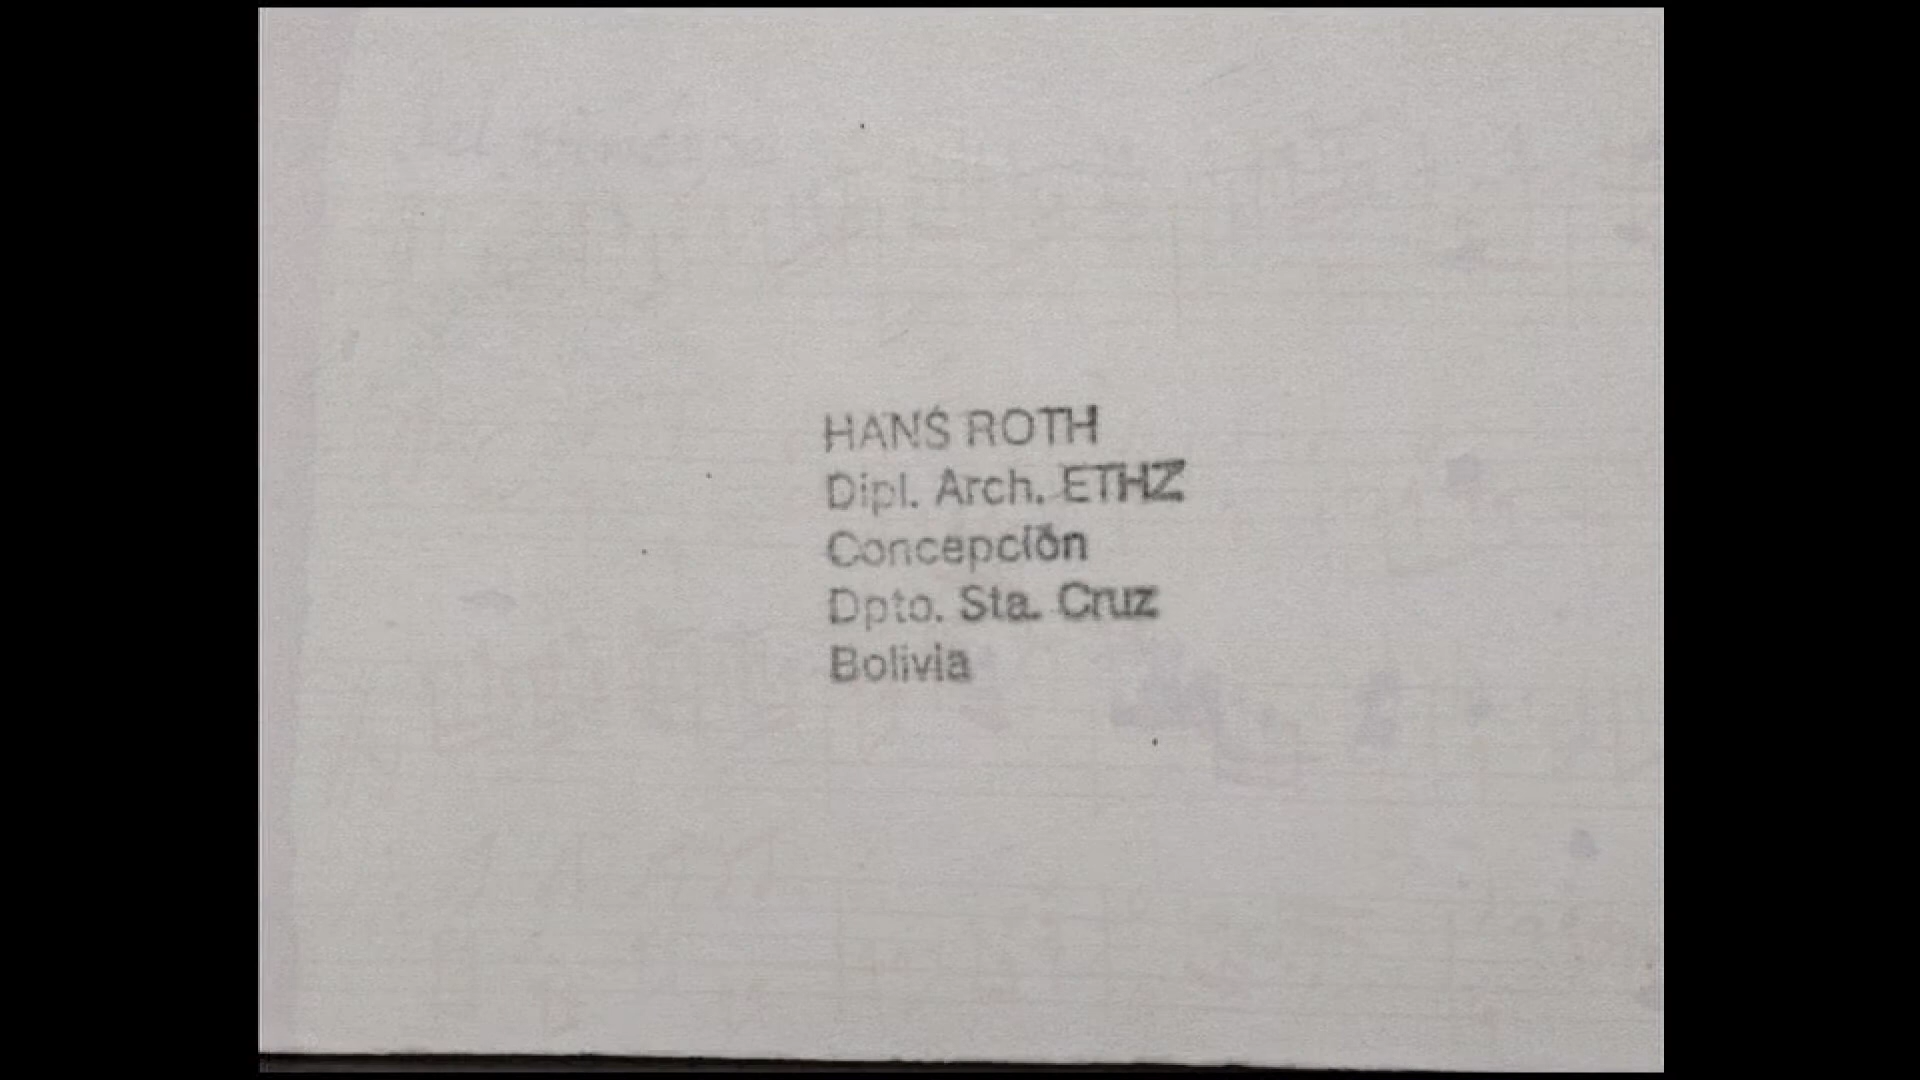 HANS ROTH
Dipl. Arch. ETHZ
Concepción
Dpto. Sta. Cruz
Bolivia